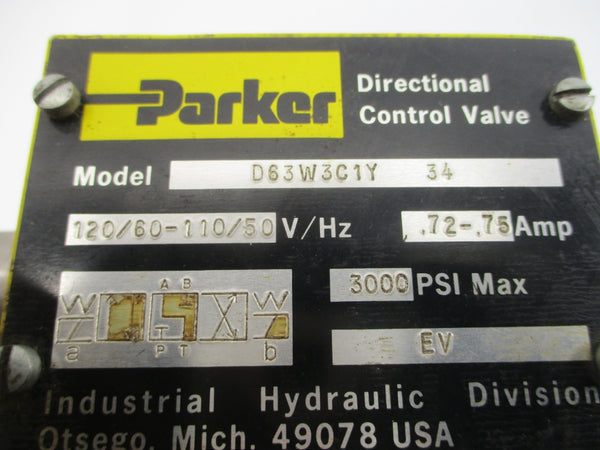 Parker
Directional
Control Valve
Model D63W3C1Y 34
120/60-110/50 V/Hz .72-.75 Amp
3000 PSI Max
A B
T
a P T b
EV
Industrial Hydraulic Division
Otsego, Mich. 49078 USA